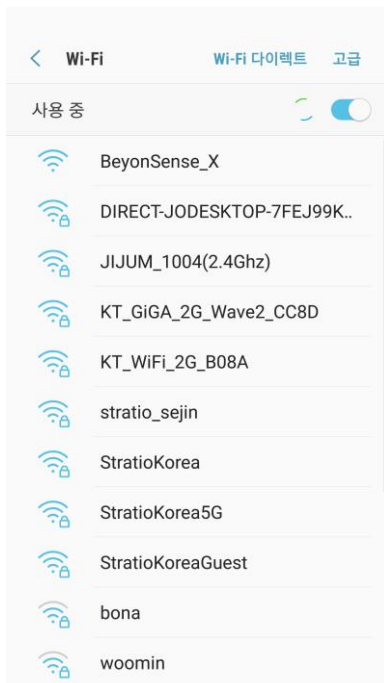 Wi-Fi Wi-Fi 다이렉트 고급
사용 중
BeyonSense_X
DIRECT-JODESKTOP-7FEJ99K..
JIJUM_1004(2.4Ghz)
KT_GiGA_2G_Wave2_CC8D
KT_WiFi_2G_B08A
stratio_sejin
StratioKorea
StratioKorea5G
StratioKoreaGuest
bona
woomin